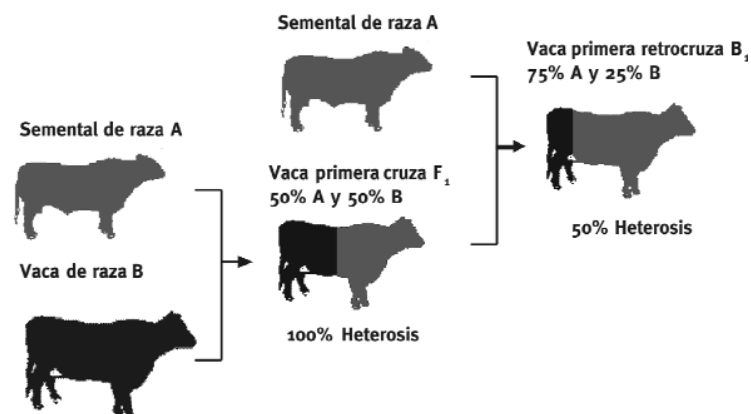 Semental de raza A
Vaca de raza B
Semental de raza A
Vaca primera cruza F₁
50% A y 50% B
100% Heterosis
Vaca primera retrocruza B₁
75% A y 25% B
50% Heterosis